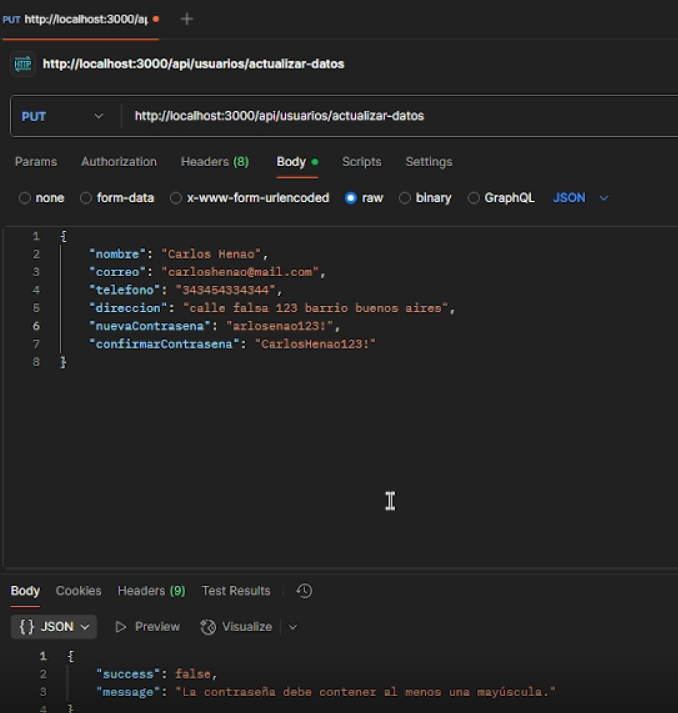 PUT http://localhost:3000/a
HTTP http://localhost:3000/api/usuarios/actualizar-datos
PUT http://localhost:3000/api/usuarios/actualizar-datos
Params Authorization Headers (8) Body Scripts Settings
none form-data x-www-form-urlencoded raw binary GraphQL JSON
1 {
2 "nombre": "Carlos Henao",
3 "correo": "carloshenao@mail.com",
4 "telefono": "343454334344",
5 "direccion": "calle falsa 123 barrio buenos aires",
6 "nuevaContrasena": "arlosenao123!",
7 "confirmarContrasena": "CarlosHenao123!"
8 }
Body Cookies Headers (9) Test Results
{} JSON Preview Visualize
1 {
2 "success": false,
3 "message": "La contraseña debe contener al menos una mayúscula."
4 }